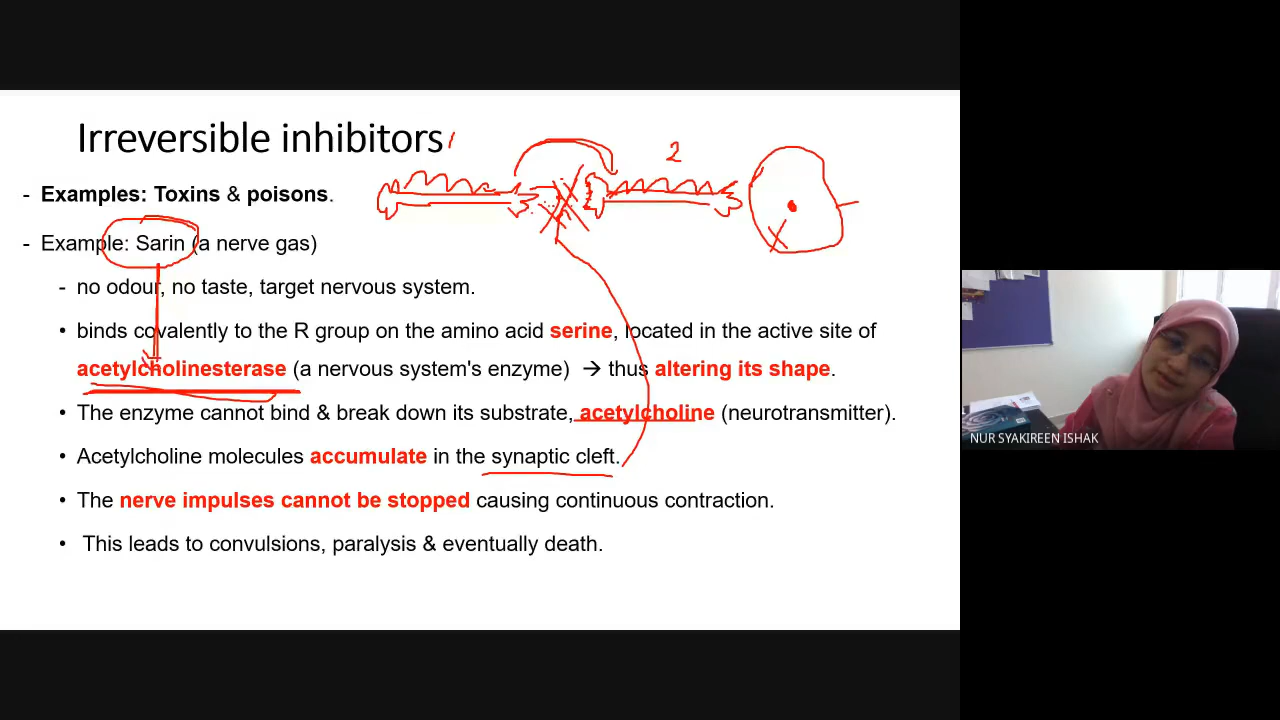 Irreversible inhibitors
1
2
- Examples: Toxins & poisons.
- Example: Sarin (a nerve gas)
- no odour, no taste, target nervous system.
• binds covalently to the R group on the amino acid serine, located in the active site of
acetylcholinesterase (a nervous system's enzyme) → thus altering its shape.
• The enzyme cannot bind & break down its substrate, acetylcholine (neurotransmitter).
• Acetylcholine molecules accumulate in the synaptic cleft.
• The nerve impulses cannot be stopped causing continuous contraction.
• This leads to convulsions, paralysis & eventually death.
NUR SYAKIREEN ISHAK